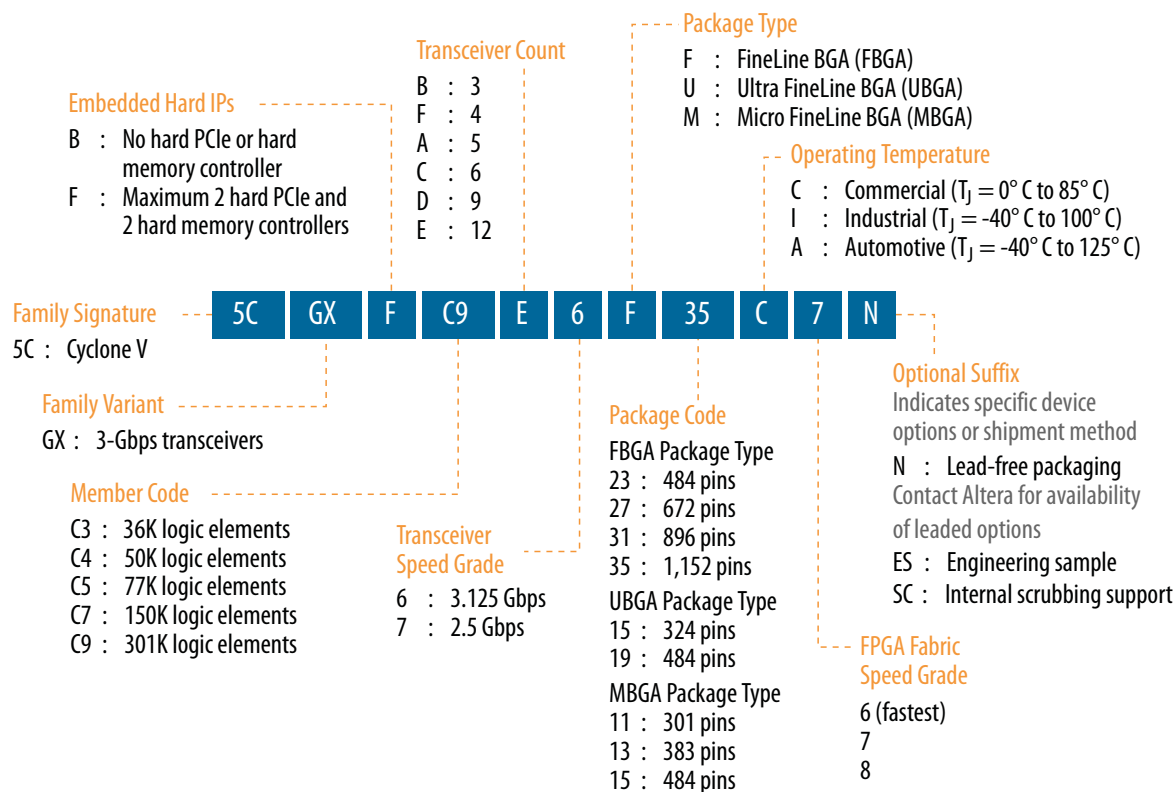 Package Type
F : FineLine BGA (FBGA)
U : Ultra FineLine BGA (UBGA)
M : Micro FineLine BGA (MBGA)
Transceiver Count
B : 3
F : 4
A : 5
C : 6
D : 9
E : 12
Embedded Hard IPs
B : No hard PCIe or hard
memory controller
F : Maximum 2 hard PCIe and
2 hard memory controllers
Operating Temperature
C : Commercial (TJ = 0° C to 85° C)
I : Industrial (TJ = -40° C to 100° C)
A : Automotive (TJ = -40° C to 125° C)
5C GX F C9 E 6 F 35 C 7 N
Family Signature
5C : Cyclone V
Family Variant
GX : 3-Gbps transceivers
Member Code
C3 : 36K logic elements
C4 : 50K logic elements
C5 : 77K logic elements
C7 : 150K logic elements
C9 : 301K logic elements
Transceiver
Speed Grade
6 : 3.125 Gbps
7 : 2.5 Gbps
Package Code
FBGA Package Type
23 : 484 pins
27 : 672 pins
31 : 896 pins
35 : 1,152 pins
UBGA Package Type
15 : 324 pins
19 : 484 pins
MBGA Package Type
11 : 301 pins
13 : 383 pins
15 : 484 pins
Optional Suffix
Indicates specific device
options or shipment method
N : Lead-free packaging
Contact Altera for availability
of leaded options
ES : Engineering sample
SC : Internal scrubbing support
FPGA Fabric
Speed Grade
6 (fastest)
7
8